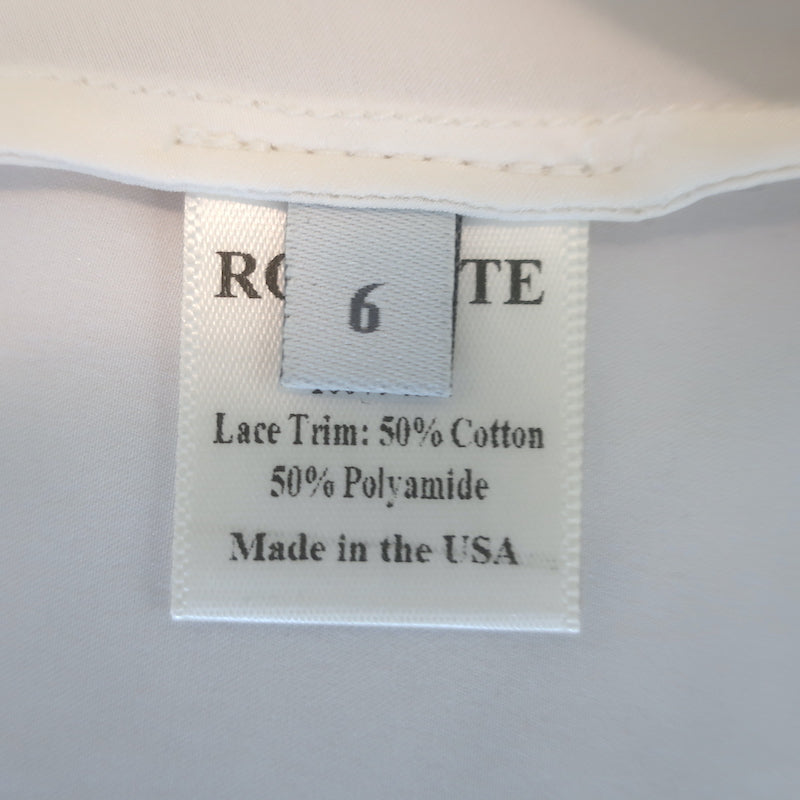 6
Lace Trim: 50% Cotton
50% Polyamide
Made in the USA